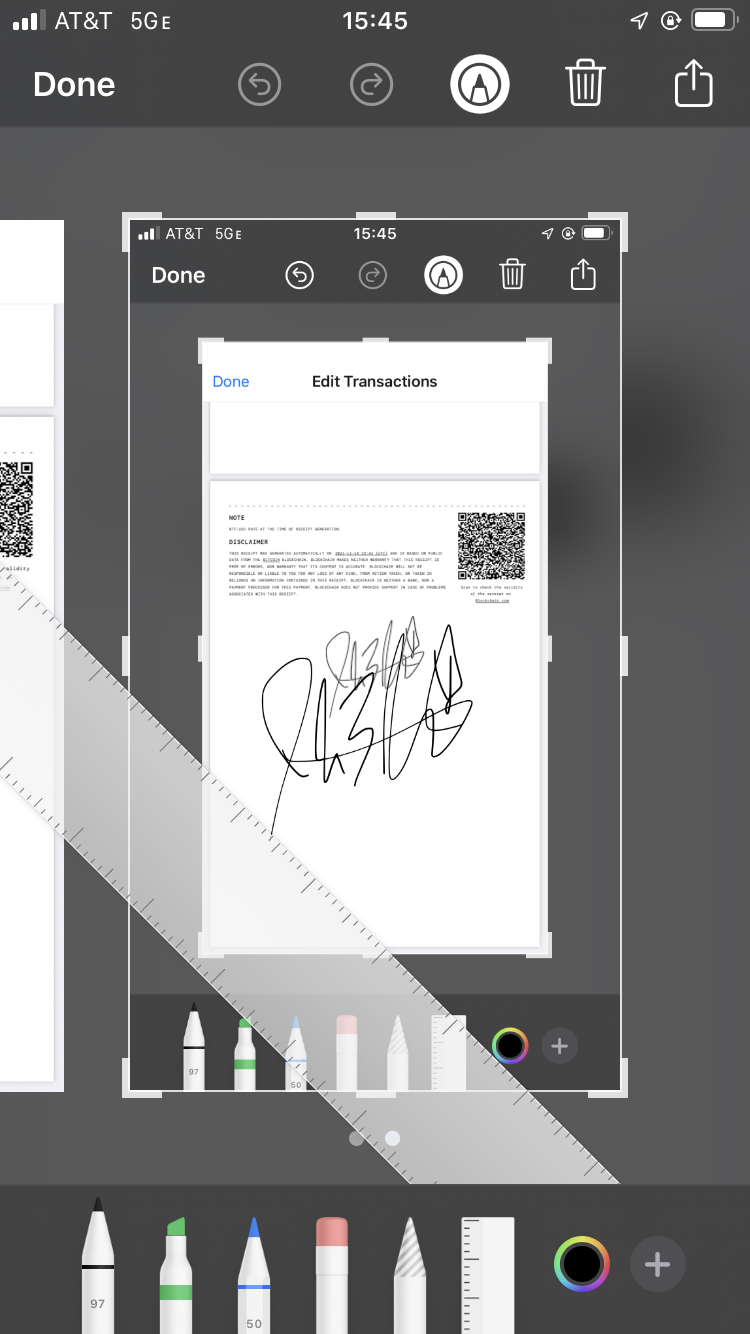 AT&T 5GE 15:45
Done
AT&T 5GE 15:45
Done
Done Edit Transactions
NOTE
BTC-USD RATE AT THE TIME OF RECEIPT GENERATION.
DISCLAIMER
THIS RECEIPT WAS GENERATED AUTOMATICALLY ON AND IS BASED ON PUBLIC
DATA FROM THE BITCOIN BLOCKCHAIN. BLOCKCHAIN MAKES NEITHER WARRANTY THAT THIS RECEIPT IS
FREE OF ERRORS, NOR WARRANTY THAT ITS CONTENT IS ACCURATE. BLOCKCHAIN WILL NOT BE
RESPONSIBLE OR LIABLE TO YOU FOR ANY LOSS OF ANY KIND, FROM ACTION TAKEN, OR TAKEN IN
RELIANCE ON INFORMATION CONTAINED IN THIS RECEIPT. BLOCKCHAIN IS NEITHER A BANK, NOR A
PAYMENT PROCESSOR FOR THIS PAYMENT. BLOCKCHAIN DOES NOT PROVIDE SUPPORT IN CASE OF PROBLEMS
ASSOCIATED WITH THIS RECEIPT.
Scan to check the validity
of the receipt on
Blockchain.com
97
50
97
50